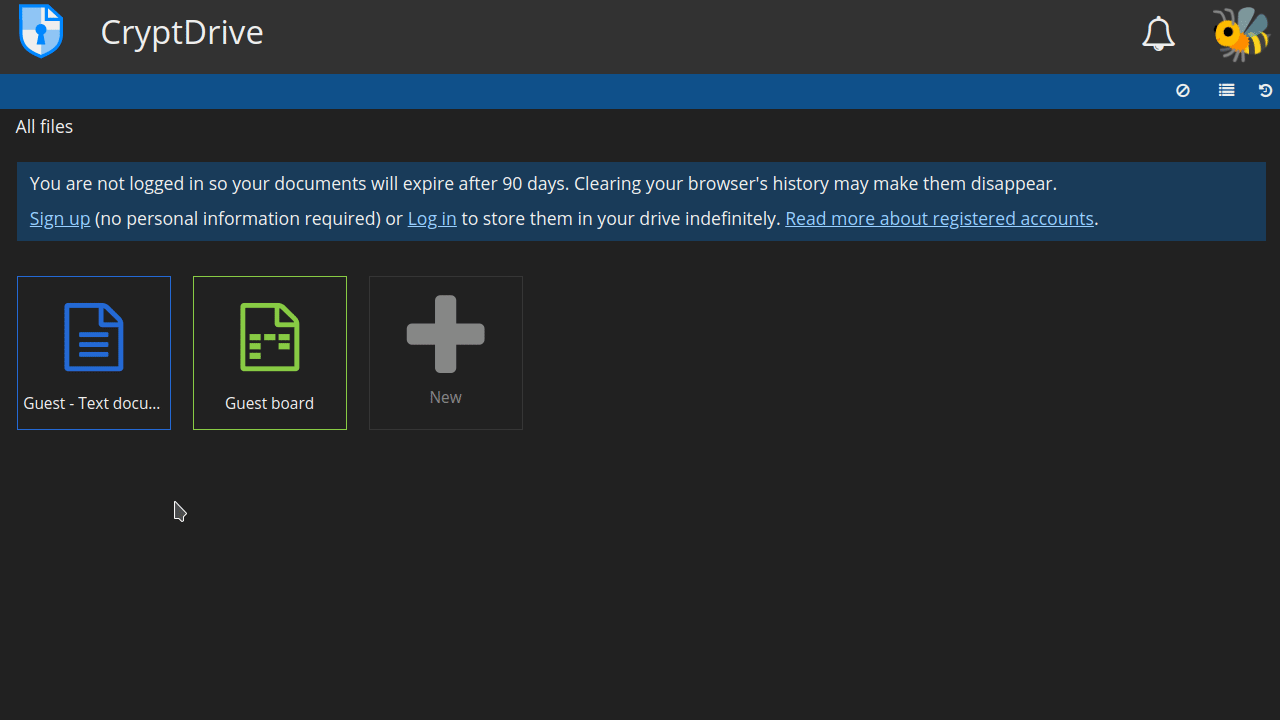 CryptDrive
All files
You are not logged in so your documents will expire after 90 days. Clearing your browser's history may make them disappear.
Sign up (no personal information required) or Log in to store them in your drive indefinitely. Read more about registered accounts.
Guest - Text docu...
Guest board
New